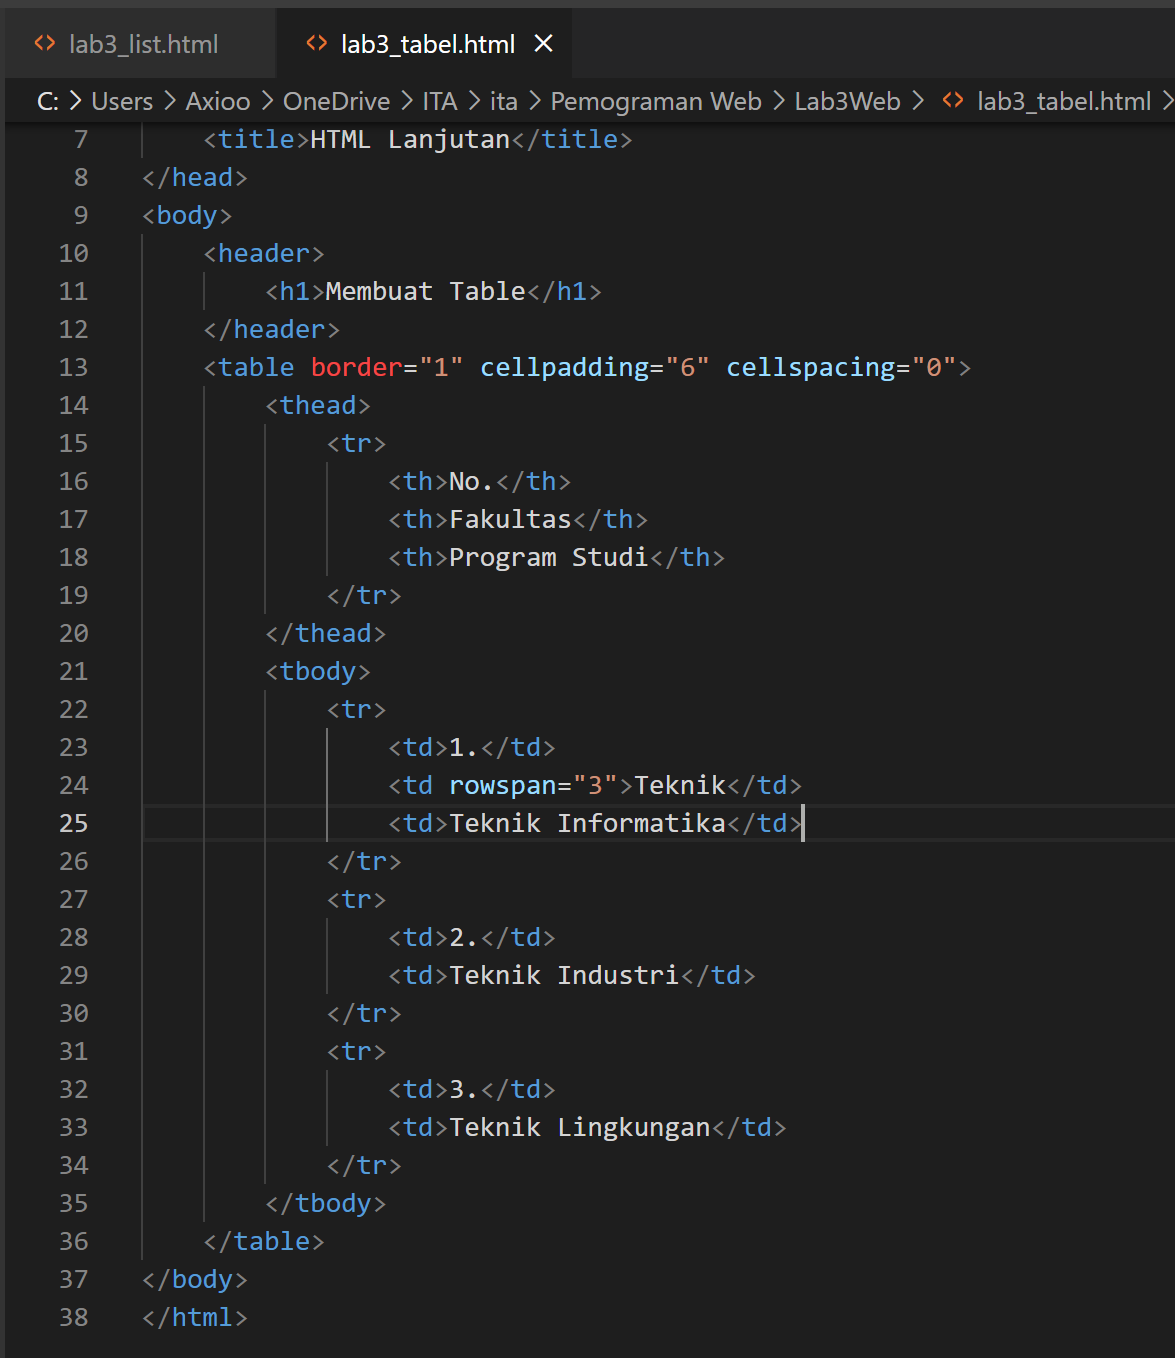 lab3_list.html lab3_tabel.html
C: > Users > Axioo > OneDrive > ITA > ita > Pemograman Web > Lab3Web > lab3_tabel.html >
7 <title>HTML Lanjutan</title>
8 </head>
9 <body>
10 <header>
11 <h1>Membuat Table</h1>
12 </header>
13 <table border="1" cellpadding="6" cellspacing="0">
14 <thead>
15 <tr>
16 <th>No.</th>
17 <th>Fakultas</th>
18 <th>Program Studi</th>
19 </tr>
20 </thead>
21 <tbody>
22 <tr>
23 <td>1.</td>
24 <td rowspan="3">Teknik</td>
25 <td>Teknik Informatika</td>
26 </tr>
27 <tr>
28 <td>2.</td>
29 <td>Teknik Industri</td>
30 </tr>
31 <tr>
32 <td>3.</td>
33 <td>Teknik Lingkungan</td>
34 </tr>
35 </tbody>
36 </table>
37 </body>
38 </html>